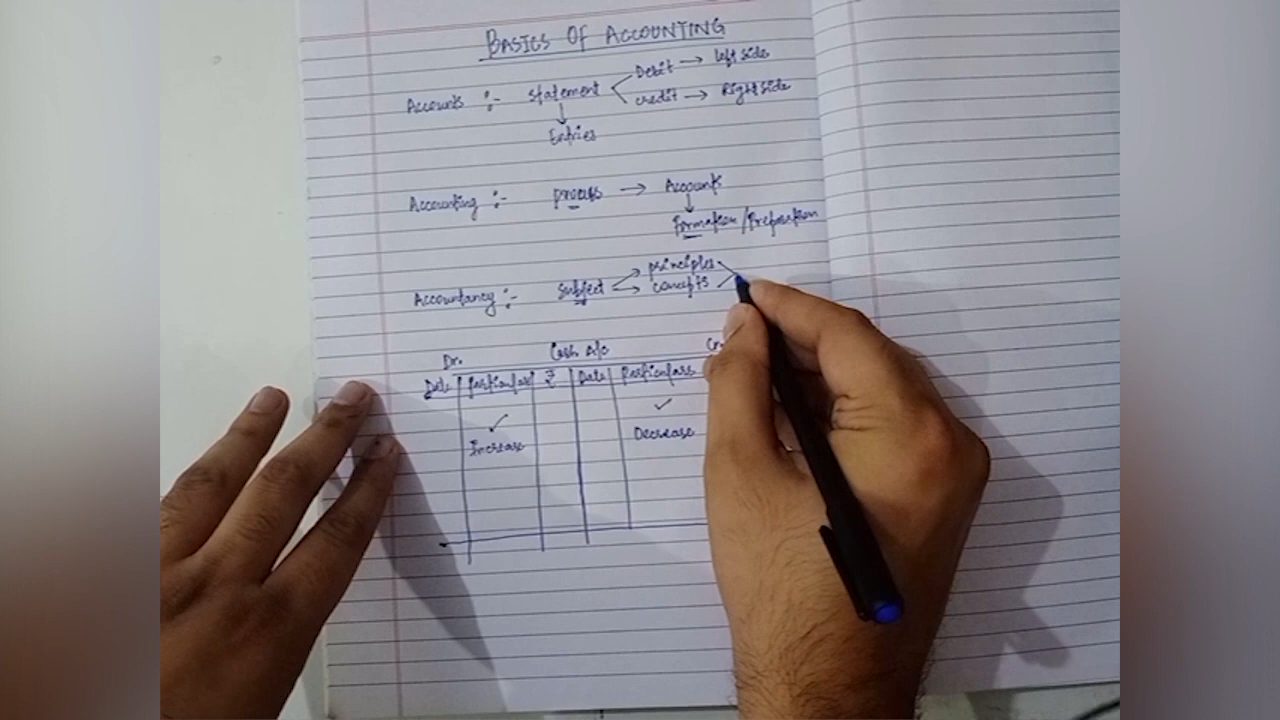 BASICS OF ACCOUNTING
Debit → left side
Accounts :- Statement
credit → Right side
↓
Entries
Accounting :- process → Accounts
↓
Formation / Preparation
principles
Accountancy :- Subject → concepts
Dr. Cash A/c Cr
Date Particulars ₹ Date Particulars
✓ ✓
Increase Decrease